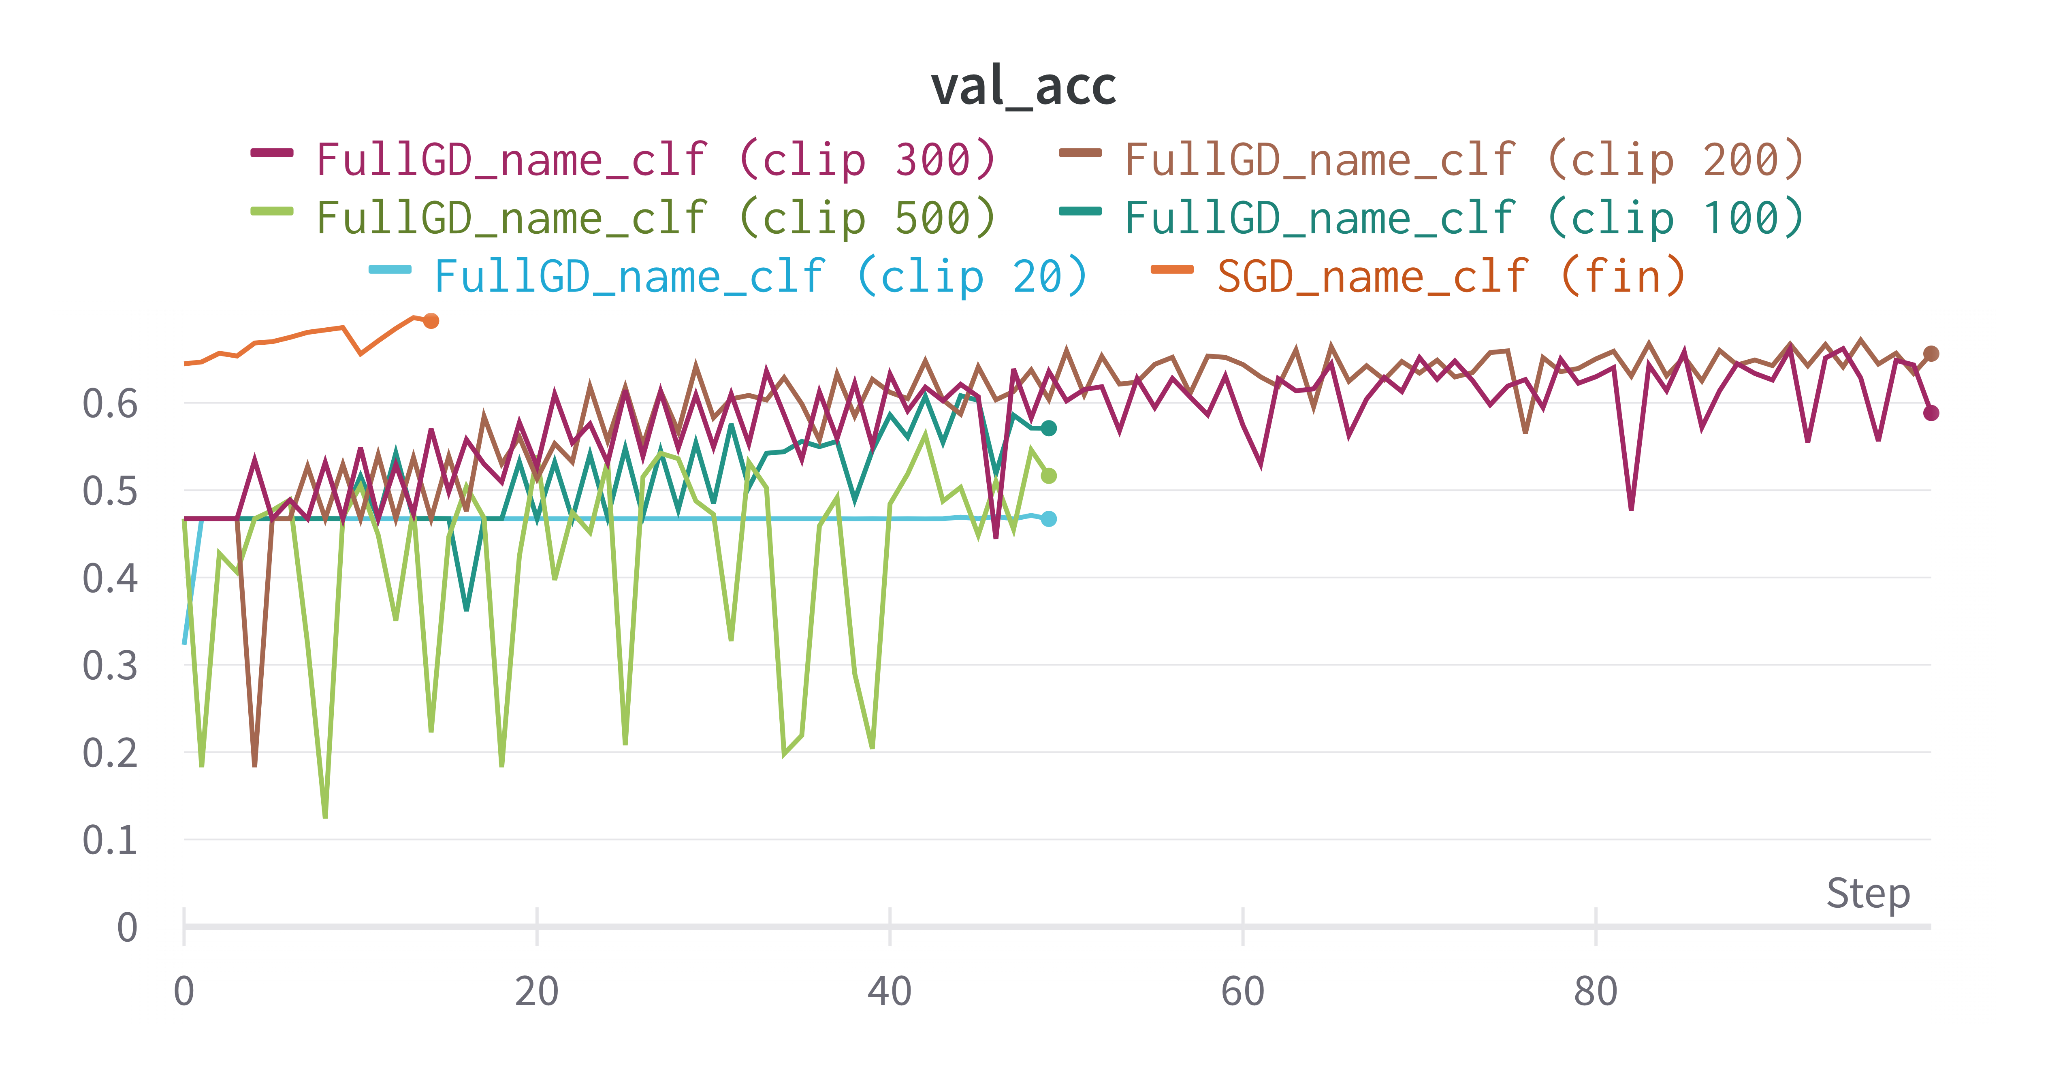 val_acc
FullGD_name_clf (clip 300) FullGD_name_clf (clip 200)
FullGD_name_clf (clip 500) FullGD_name_clf (clip 100)
FullGD_name_clf (clip 20) SGD_name_clf (fin)
0.6
0.5
0.4
0.3
0.2
0.1
Step
0
0 20 40 60 80